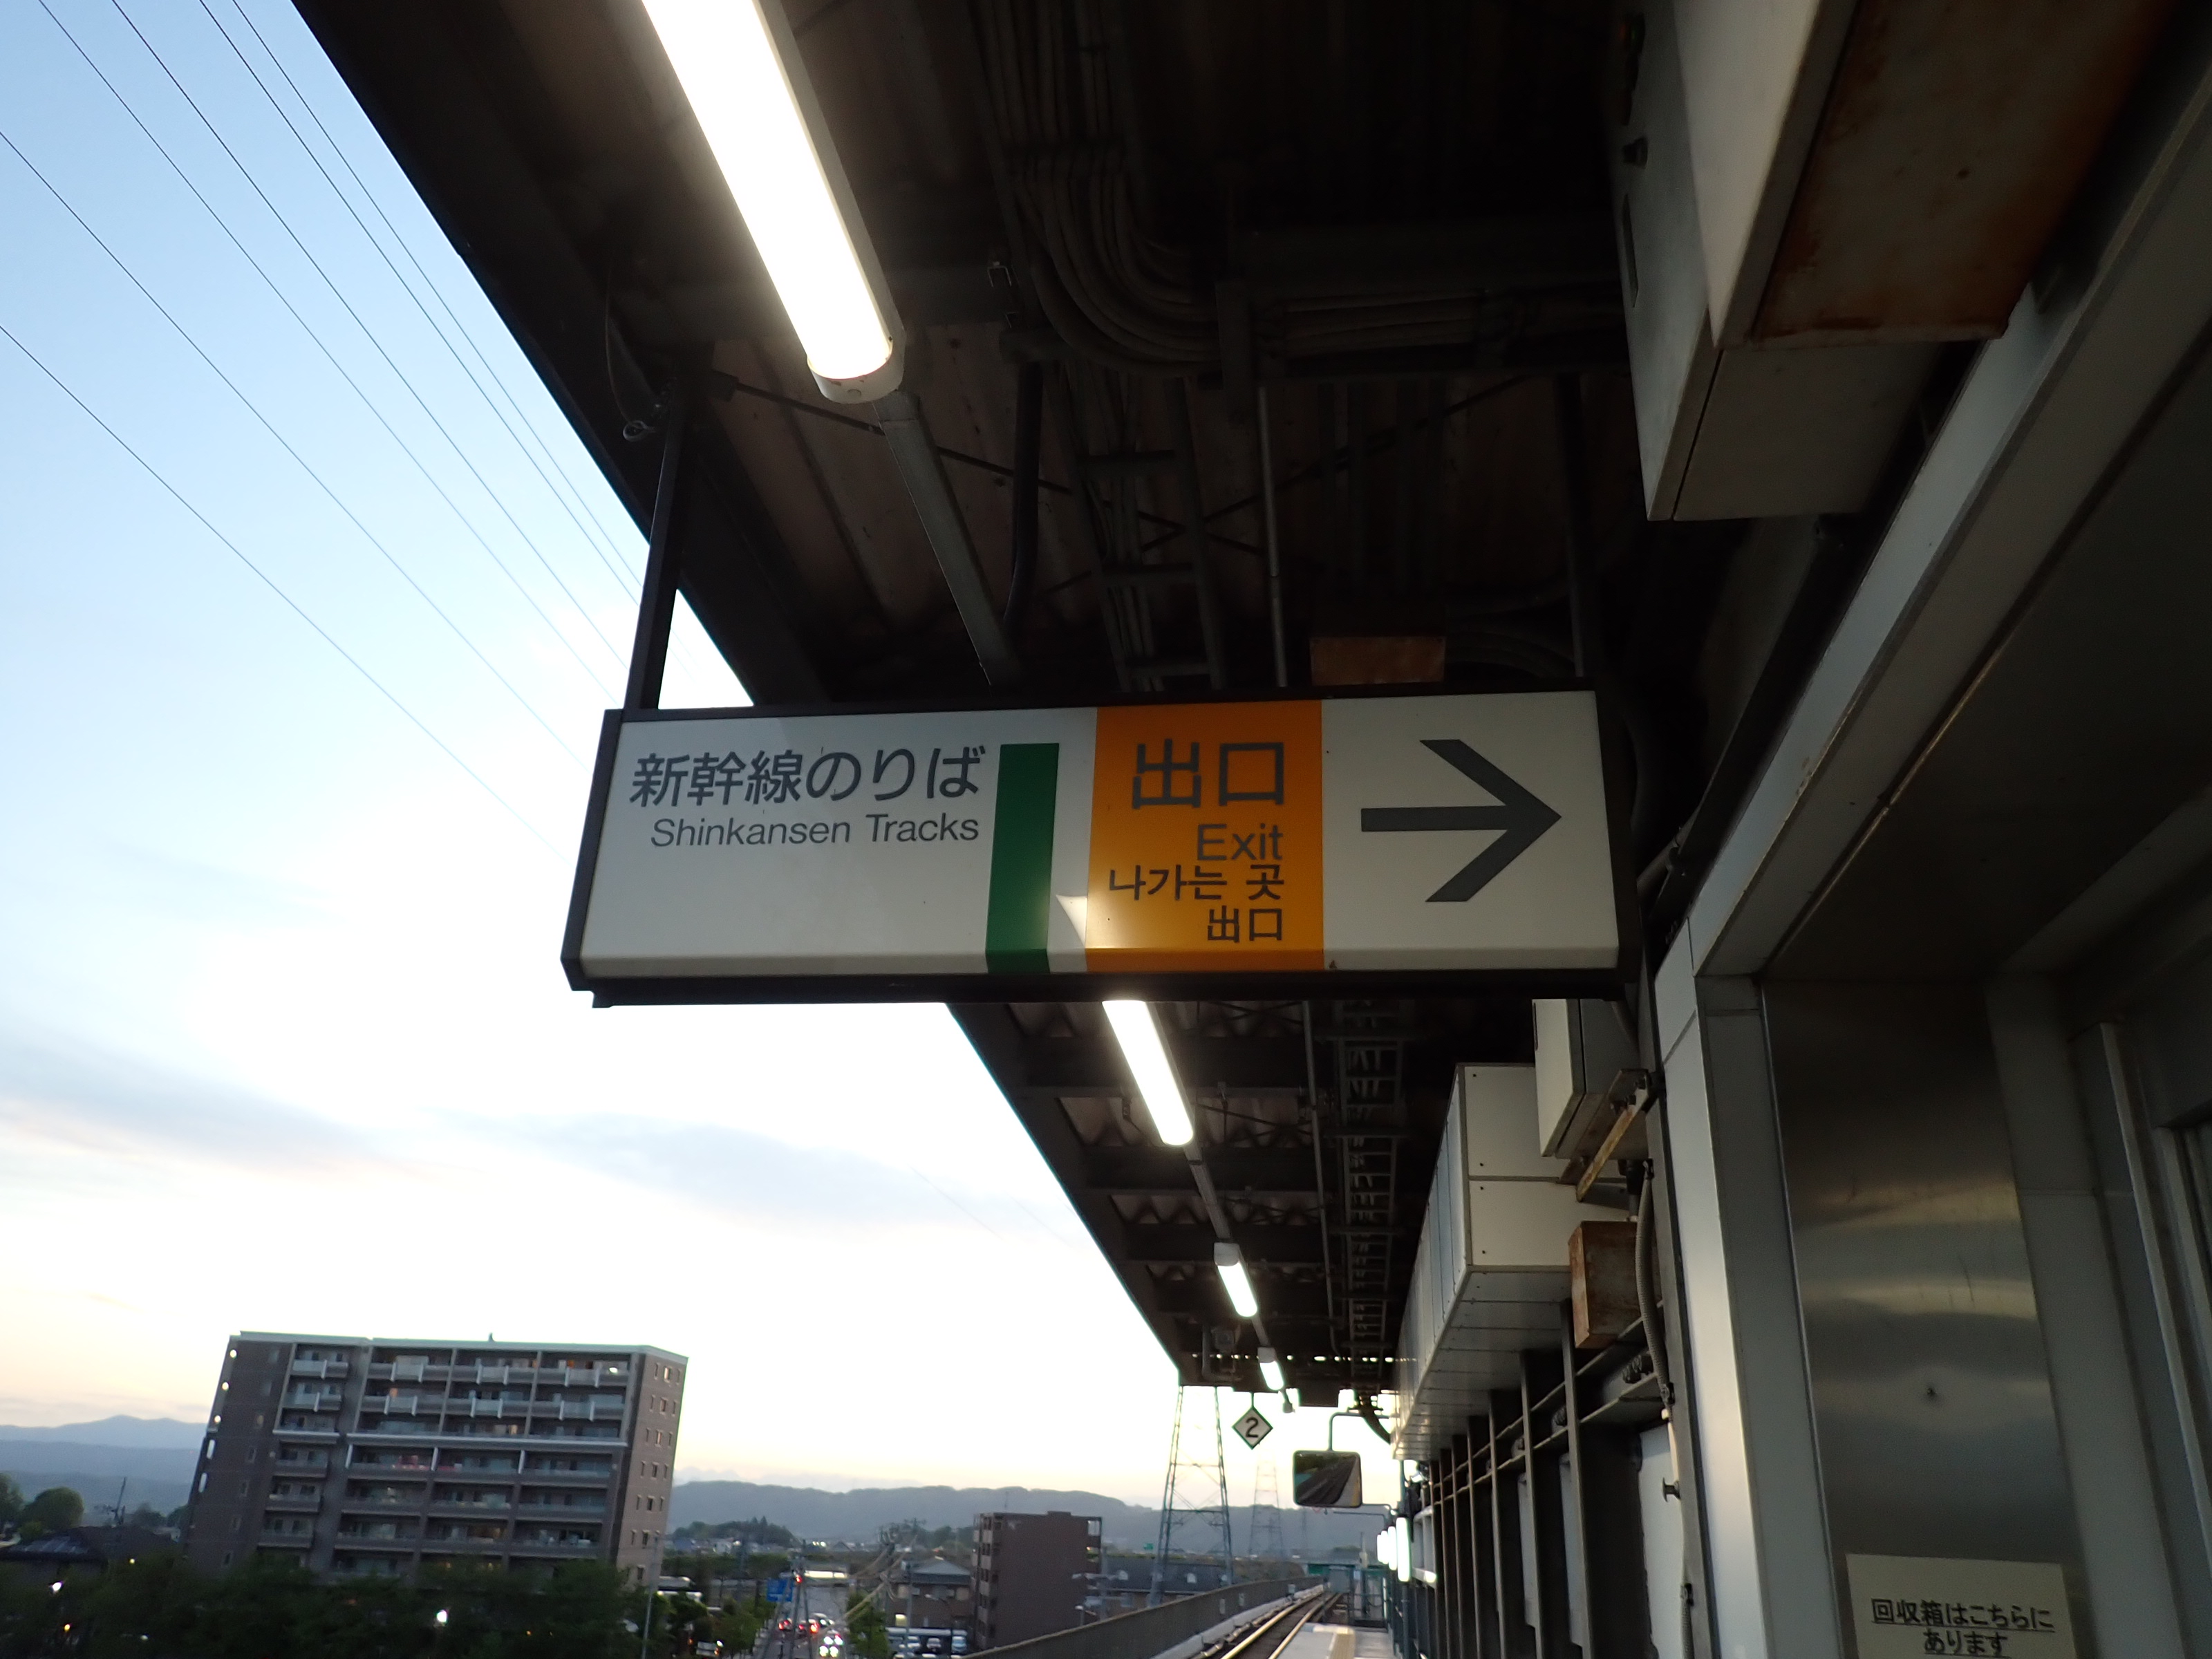 新幹線のりば
Shinkansen Tracks
出口
Exit
나가는 곳
出口
2
回収箱はこちらに
あります